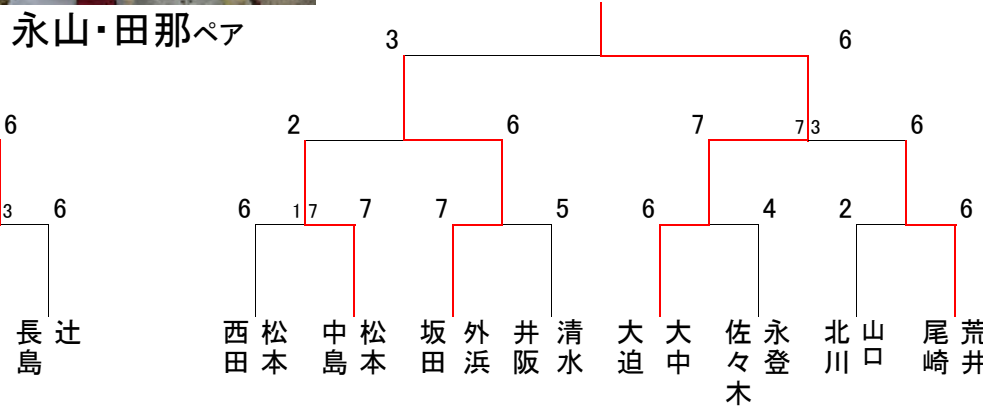 永山・田那ペア
3 6
6 2 6 7 7 3 6
3 6 6 1 7 7 7 5 6 4 2 6
長島 辻 西田 松本 中島 松本 坂田 外浜 井阪 清水 大迫 大中 佐々木 永登 北川 山口 尾崎 荒井